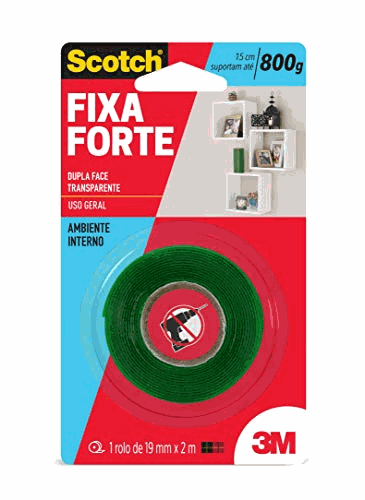 Scotch
15 cm
suportam até
800g
FIXA
FORTE
DUPLA FACE
TRANSPARENTE
USO GERAL
AMBIENTE
INTERNO
1 rolo de 19 mm x 2 m
3M